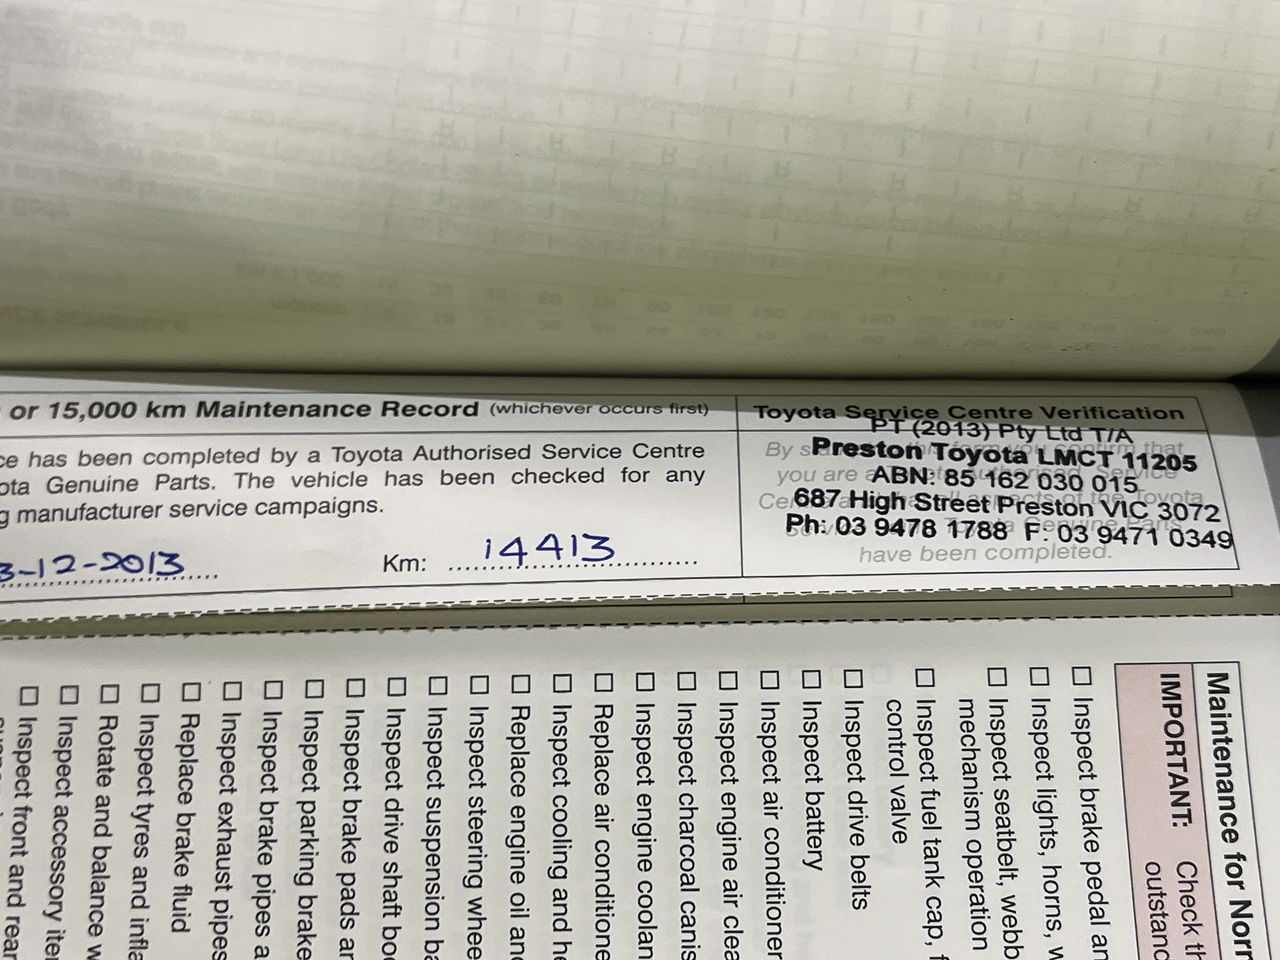 or 15,000 km Maintenance Record (whichever occurs first)
ce has been completed by a Toyota Authorised Service Centre
ota Genuine Parts. The vehicle has been checked for any
g manufacturer service campaigns.
3-12-2013
Km: 14413
Toyota Service Centre Verification
PT (2013) Pty Ltd T/A
Preston Toyota LMCT 11205
ABN: 85 162 030 015
687 High Street Preston VIC 3072
Ph: 03 9478 1788 F: 03 9471 0349
have been completed.
Maintenance for Norr
IMPORTANT: Check th
outstanc
Inspect brake pedal an
Inspect lights, horns, w
Inspect seatbelt, webb
mechanism operation
Inspect fuel tank cap, f
control valve
Inspect drive belts
Inspect battery
Inspect air conditioner
Inspect engine air clea
Inspect charcoal canis
Inspect engine coolan
Replace air conditione
Inspect cooling and he
Replace engine oil and
Inspect steering whee
Inspect suspension ba
Inspect drive shaft boo
Inspect brake pads an
Inspect parking brake
Inspect brake pipes a
Inspect exhaust pipes
Replace brake fluid
Inspect tyres and infla
Rotate and balance w
Inspect accessory iter
Inspect front and rear